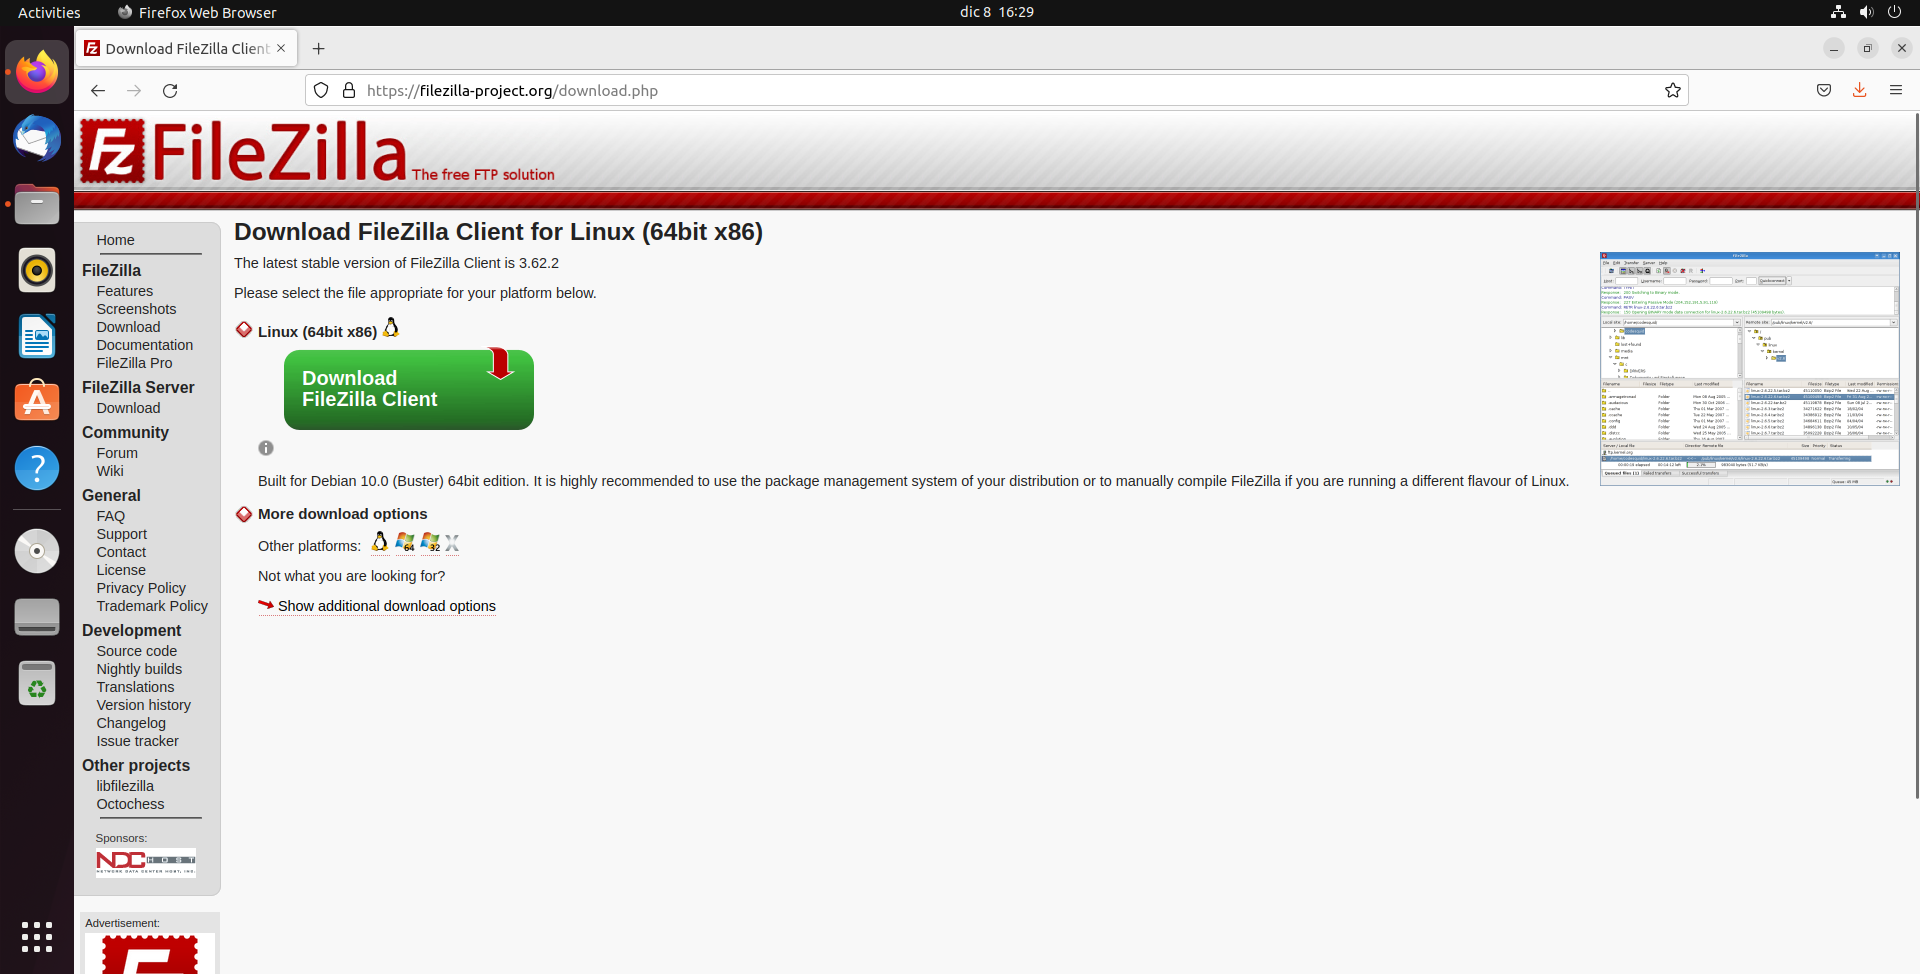 Activities
Firefox Web Browser
dic 8 16:29
Download FileZilla Client
https://filezilla-project.org/download.php
FileZilla The free FTP solution
Home
FileZilla
Features
Screenshots
Download
Documentation
FileZilla Pro
FileZilla Server
Download
Community
Forum
Wiki
General
FAQ
Support
Contact
License
Privacy Policy
Trademark Policy
Development
Source code
Nightly builds
Translations
Version history
Changelog
Issue tracker
Other projects
libfilezilla
Octochess
Sponsors:
NDC HOST
NETWORK DATA CENTER HOST, INC.
Advertisement:
Download FileZilla Client for Linux (64bit x86)
The latest stable version of FileZilla Client is 3.62.2
Please select the file appropriate for your platform below.
Linux (64bit x86)
Download
FileZilla Client
Built for Debian 10.0 (Buster) 64bit edition. It is highly recommended to use the package management system of your distribution or to manually compile FileZilla if you are running a different flavour of Linux.
More download options
Other platforms: 64 32
Not what you are looking for?
Show additional download options